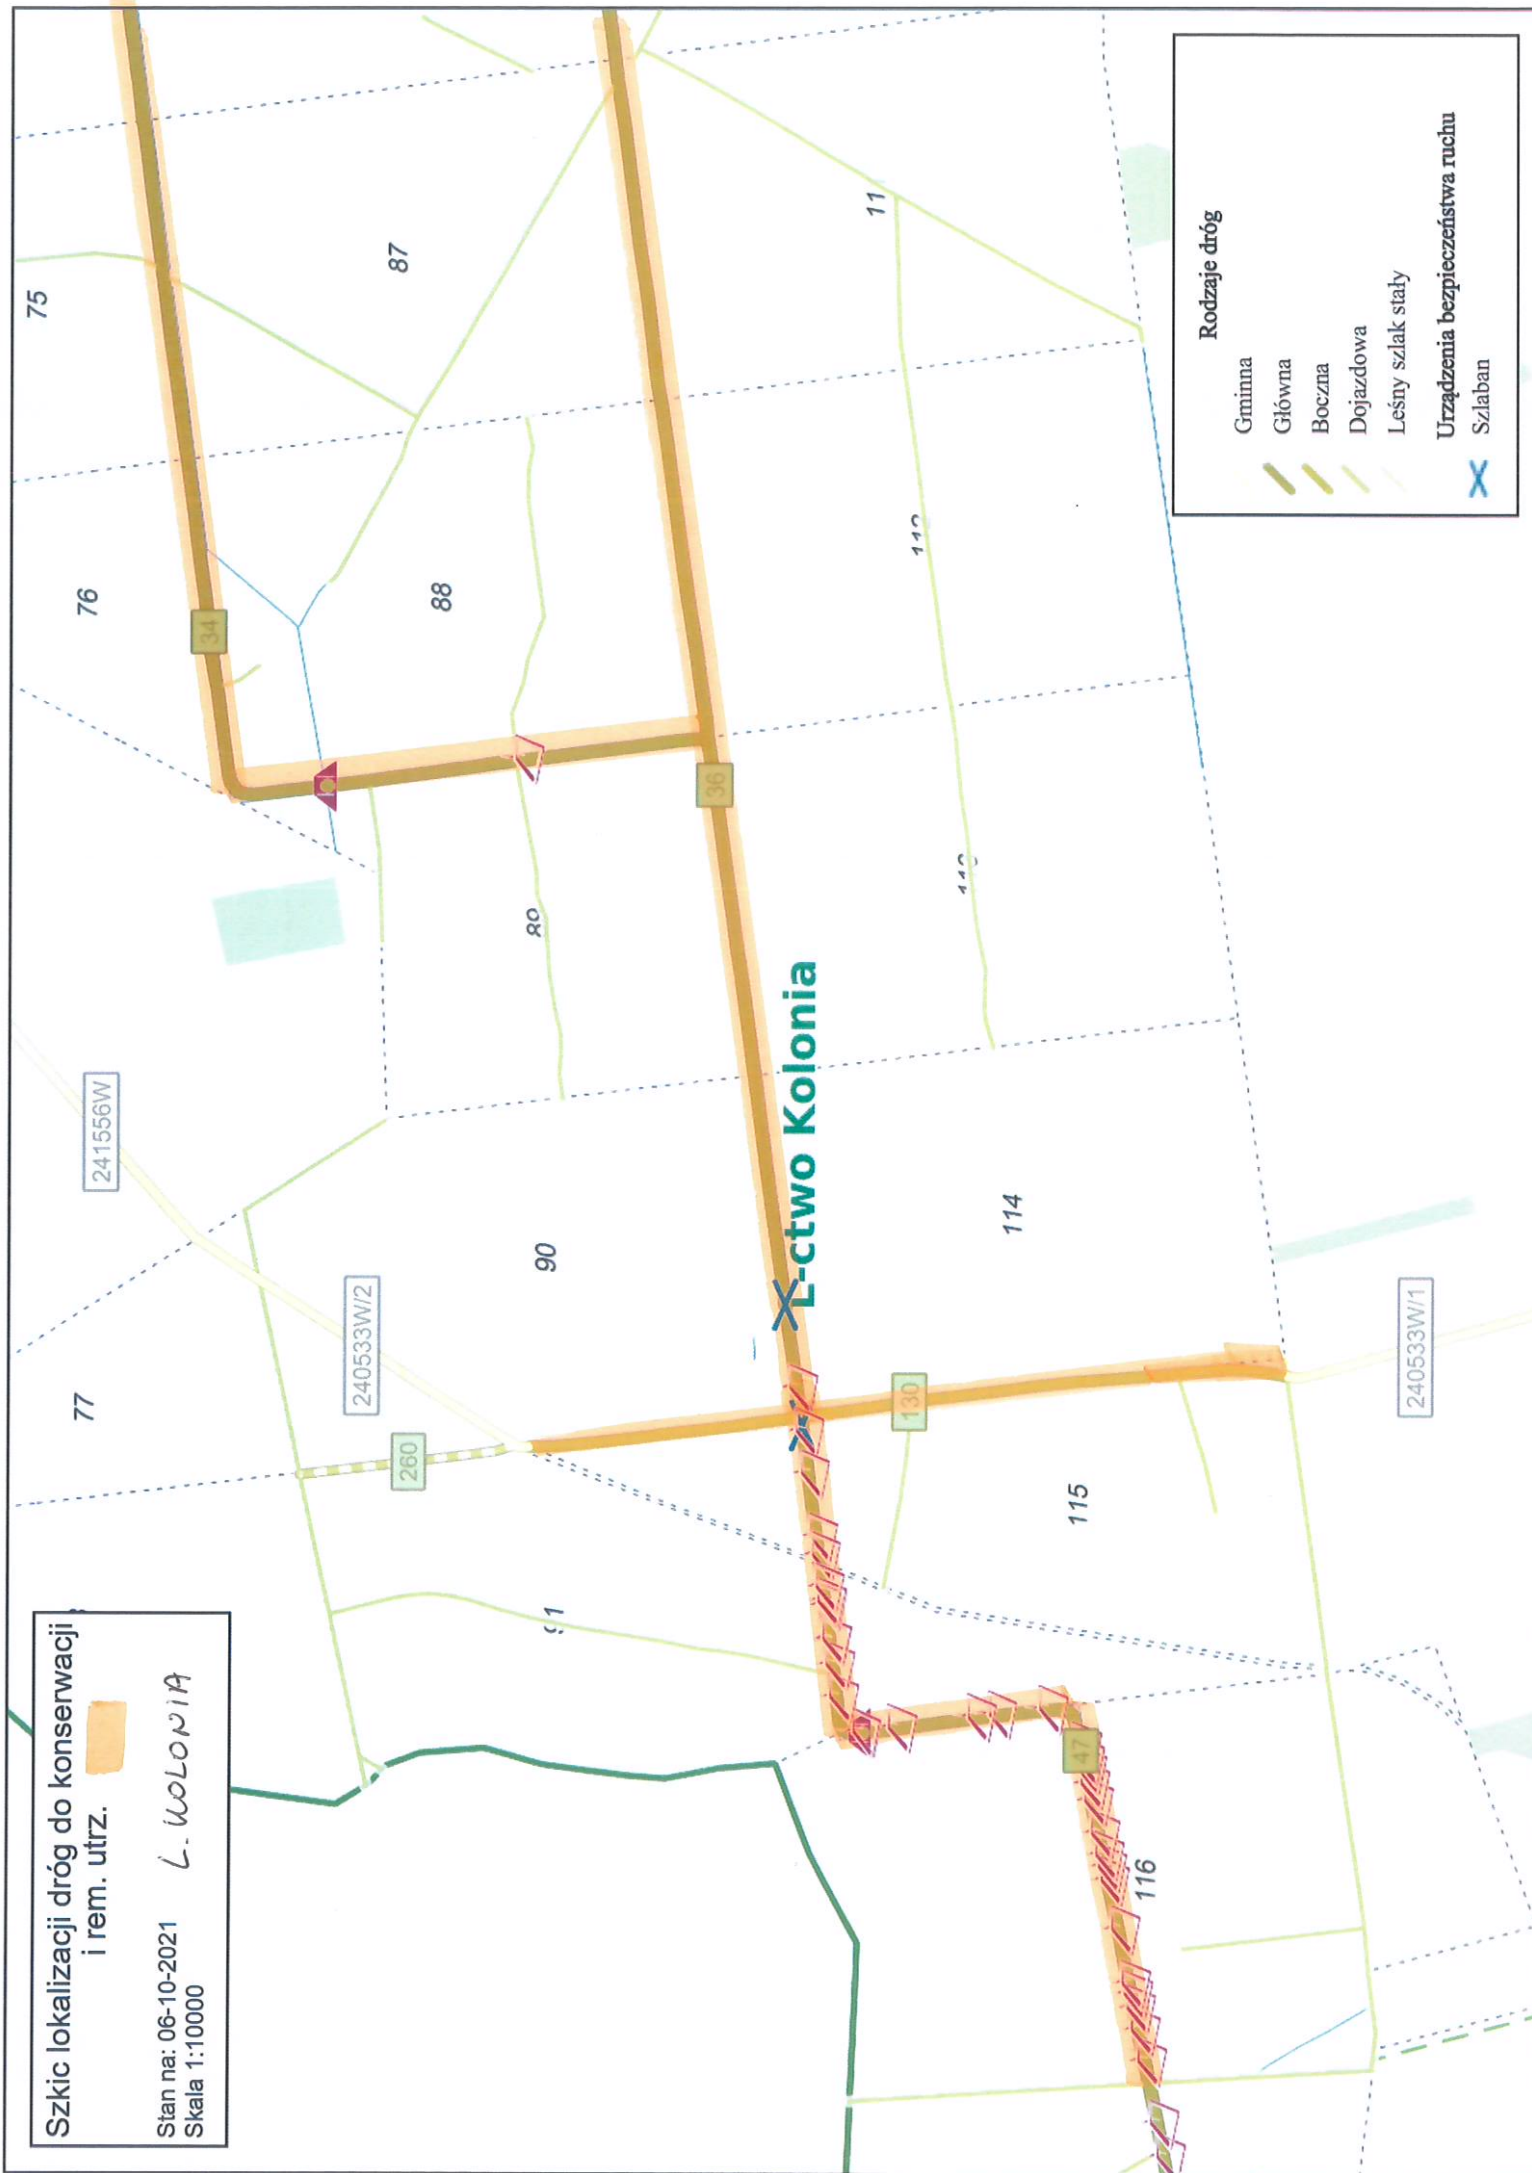 Szkic lokalizacji dróg do konserwacji
i rem. utrz.
Stan na: 06-10-2021
L. KOLONIA
Skala 1:10000
77
241556W
76
75
34
240533W/2
260
90
88
87
91
89
36
L-ctwo Kolonia
130
11
114
115
47
116
240533W/1
Rodzaje dróg
Gminna
Główna
Boczna
Dojazdowa
Leśny szlak stały
Urządzenia bezpieczeństwa ruchu
Szlaban